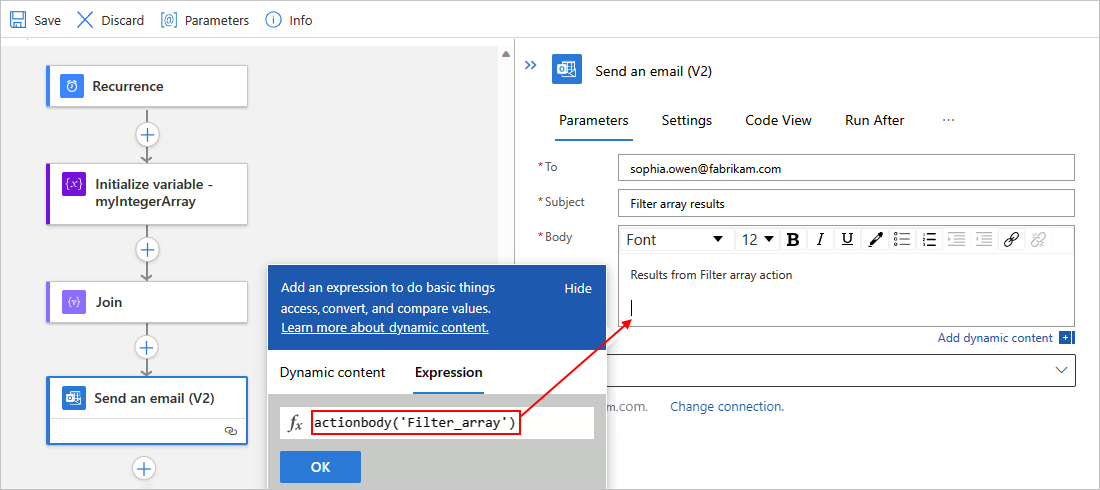 Save Discard [@] Parameters Info
Recurrence
Initialize variable -
myIntegerArray
Join
Send an email (V2)
Send an email (V2)
Parameters Settings Code View Run After ...
*To sophia.owen@fabrikam.com
*Subject Filter array results
*Body Font 12 B I U
Results from Filter array action
Add dynamic content
.com. Change connection.
Add an expression to do basic things Hide
access, convert, and compare values.
Learn more about dynamic content.
Dynamic content Expression
fx actionbody('Filter_array')
OK